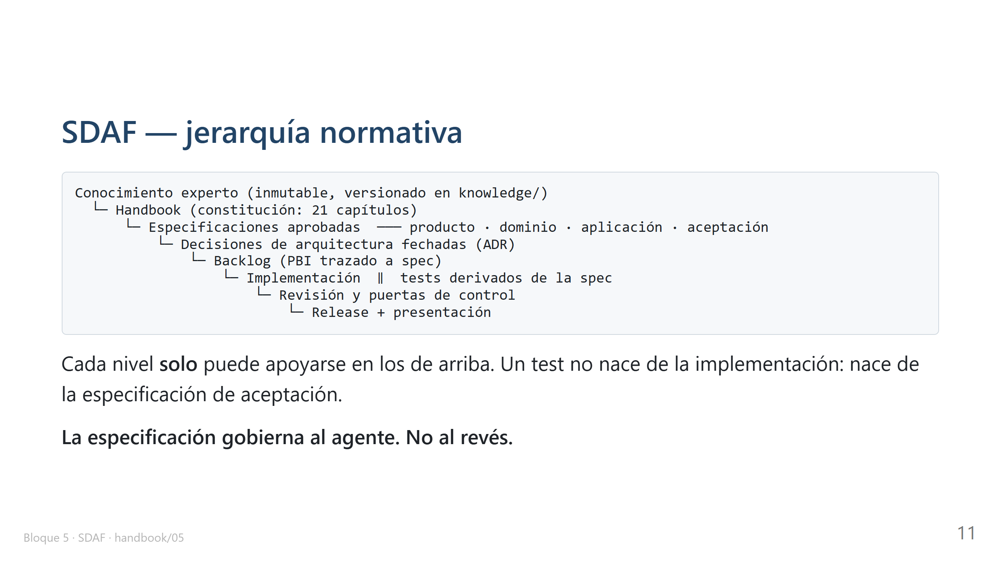 SDAF — jerarquía normativa
Conocimiento experto (inmutable, versionado en knowledge/)
  └─ Handbook (constitución: 21 capítulos)
      └─ Especificaciones aprobadas  ─── producto · dominio · aplicación · aceptación
          └─ Decisiones de arquitectura fechadas (ADR)
              └─ Backlog (PBI trazado a spec)
                  └─ Implementación  ‖  tests derivados de la spec
                      └─ Revisión y puertas de control
                          └─ Release + presentación
Cada nivel solo puede apoyarse en los de arriba. Un test no nace de la implementación: nace de
la especificación de aceptación.
La especificación gobierna al agente. No al revés.
Bloque 5 · SDAF · handbook/05
11